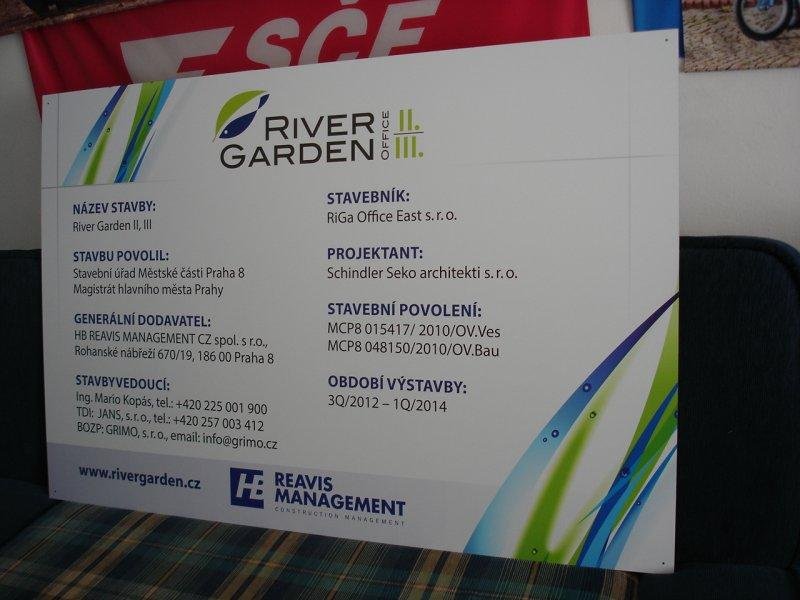 SČE
RIVER
GARDEN
OFFICE
II.
III.
NÁZEV STAVBY:
River Garden II, III
STAVBU POVOLIL:
Stavební úřad Městské části Praha 8
Magistrát hlavního města Prahy
GENERÁLNÍ DODAVATEL:
HB REAVIS MANAGEMENT CZ spol. s r.o.,
Rohanské nábřeží 670/19, 186 00 Praha 8
STAVBYVEDOUCÍ:
Ing. Mario Kopás, tel.: +420 225 001 900
TDI: JANS, s.r.o., tel.: +420 257 003 412
BOZP: GRIMO, s.r.o., email: info@grimo.cz
STAVEBNÍK:
RiGa Office East s. r. o.
PROJEKTANT:
Schindler Seko architekti s. r. o.
STAVEBNÍ POVOLENÍ:
MCP8 015417/ 2010/OV.Ves
MCP8 048150/2010/OV.Bau
OBDOBÍ VÝSTAVBY:
3Q/2012 – 1Q/2014
www.rivergarden.cz
HB
REAVIS
MANAGEMENT
CONSTRUCTION MANAGEMENT